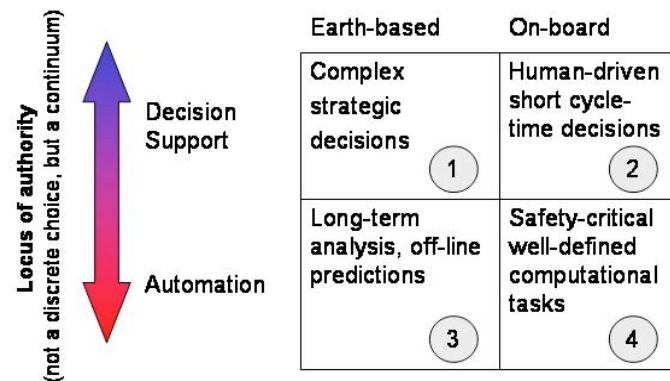 Locus of authority
(not a discrete choice, but a continuum)
Decision
Support
Automation
Earth-based
On-board
Complex
strategic
decisions
1
Human-driven
short cycle-
time decisions
2
Long-term
analysis, off-line
predictions
3
Safety-critical
well-defined
computational
tasks
4